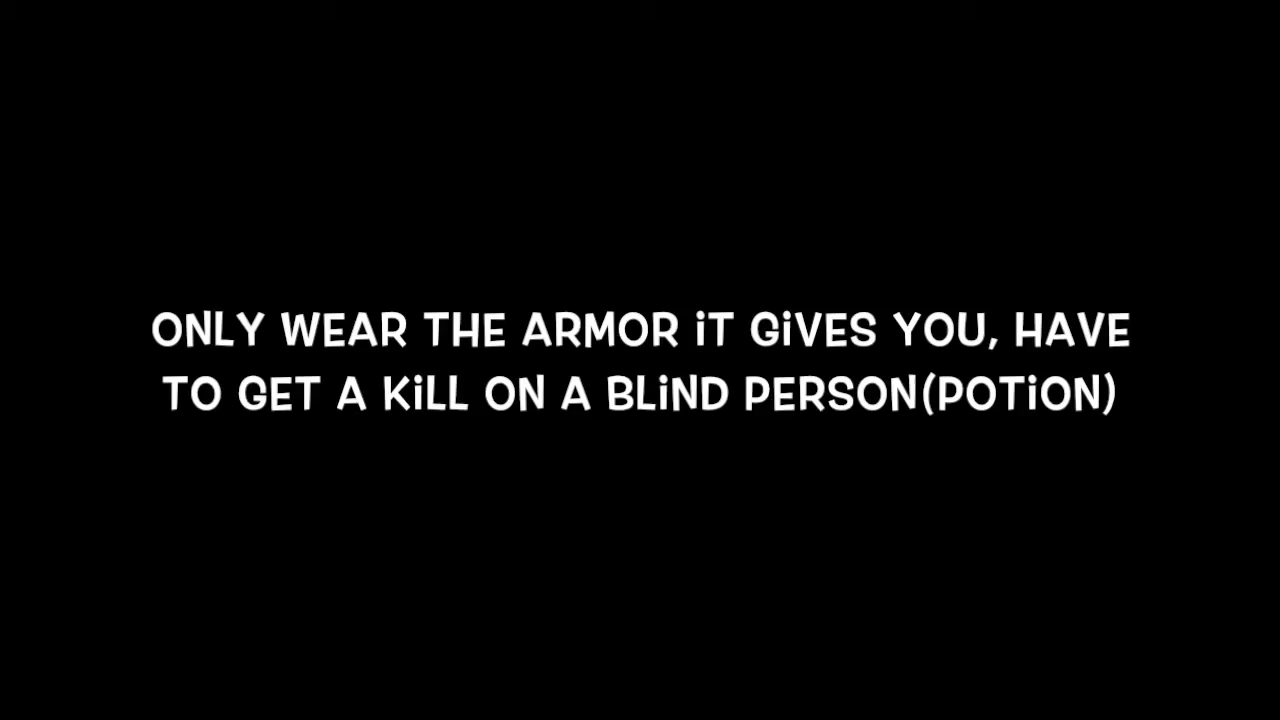 ONLY WEAR THE ARMOR iT GiVES YOU, HAVE
TO GET A KiLL ON A BLiND PERSON(POTiON)